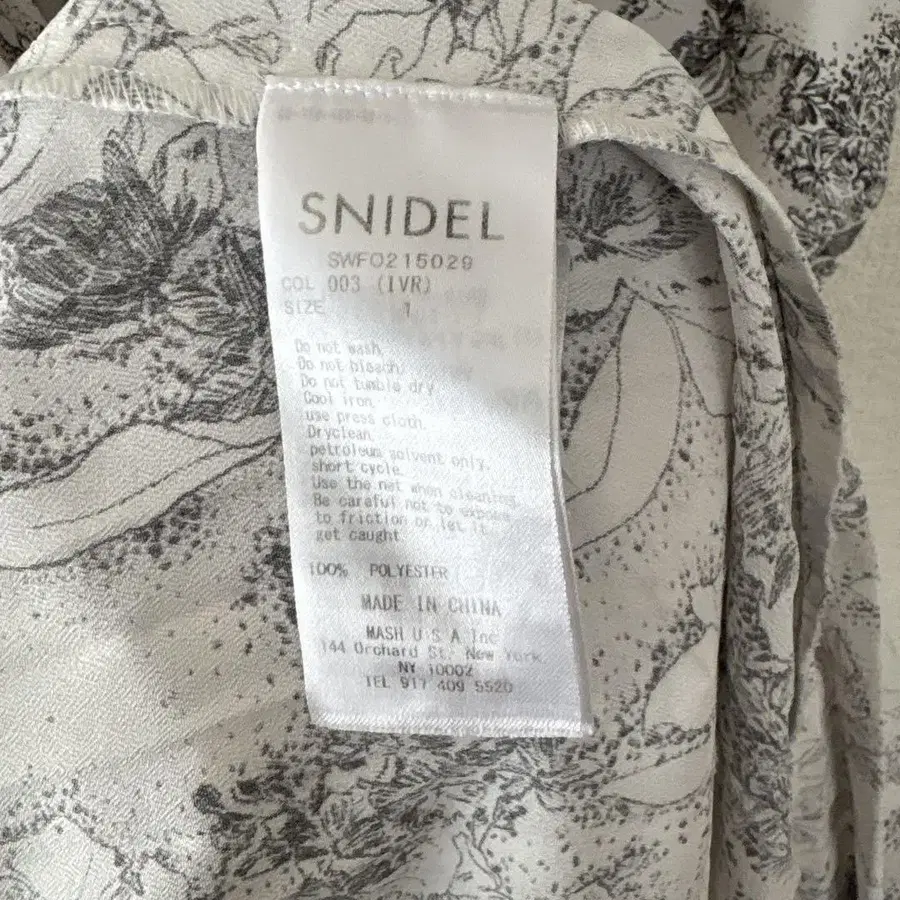 SNIDEL
SWFO215029
COL 003 (IVR)
SIZE 1
Do not wash.
Do not bleach.
Do not tumble dry.
Cool iron.
use press cloth.
Dryclean.
petroleum solvent only.
short cycle.
Use the net when cleaning.
Be careful not to expose
to friction or let it
get caught
100% POLYESTER
MADE IN CHINA
MASH U S A Inc
144 Orchard St. New York
NY 10002
TEL 917 409 5520